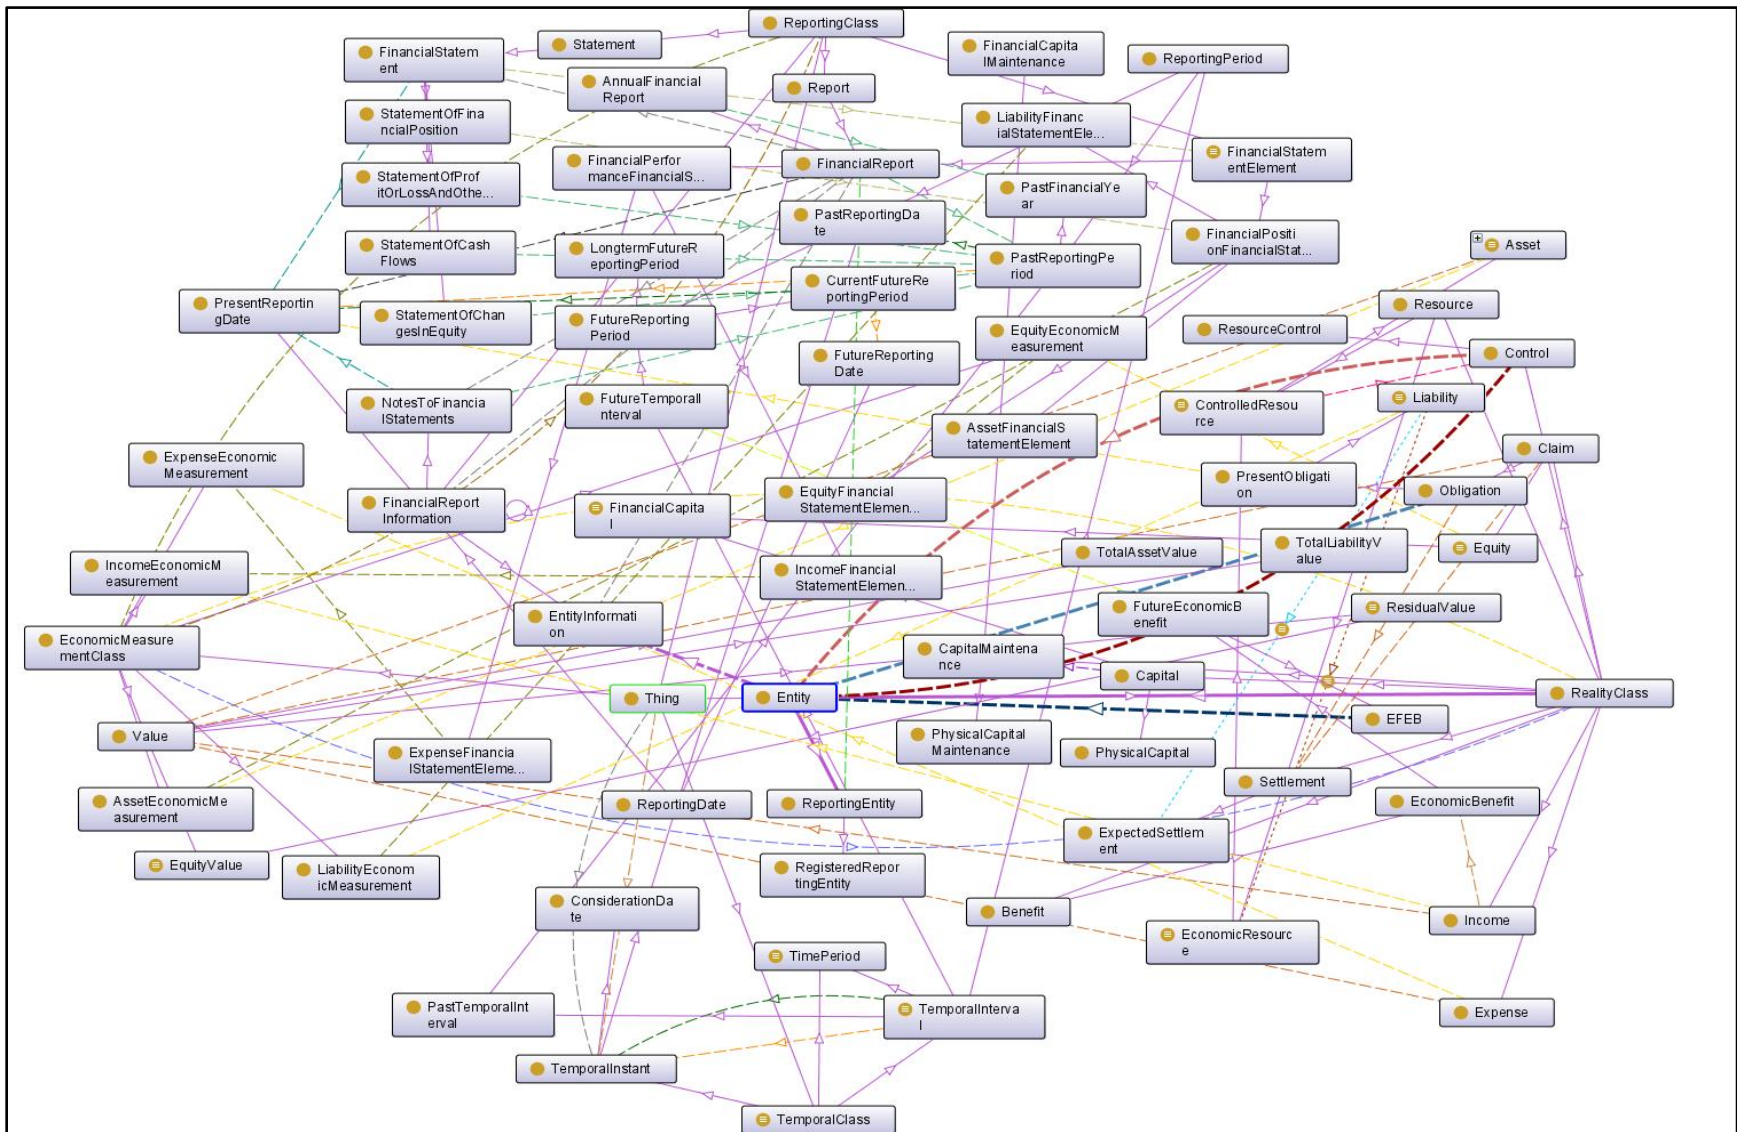 ReportingClass
Statement
FinancialStatem
ent
FinancialCapita
lMaintenance
ReportingPeriod
AnnualFinancial
Report
Report
StatementOfFina
ncialPosition
LiabilityFinanc
ialStatementEle...
FinancialStatem
entElement
FinancialPerfor
manceFinancialS...
FinancialReport
StatementOfProf
itOrLossAndOthe...
PastFinancialYe
ar
PastReportingDa
te
FinancialPositi
onFinancialStat...
StatementOfCash
Flows
LongtermFutureR
eportingPeriod
PastReportingPe
riod
Asset
CurrentFutureRe
portingPeriod
PresentReportin
gDate
Resource
StatementOfChan
gesInEquity
FutureReporting
Period
EquityEconomicM
easurement
ResourceControl
Control
FutureReporting
Date
NotesToFinancia
lStatements
FutureTemporalI
nterval
ControlledResou
rce
Liability
AssetFinancialS
tatementElement
Claim
ExpenseEconomic
Measurement
PresentObligati
on
Obligation
FinancialReport
Information
FinancialCapita
l
EquityFinancial
StatementElemen...
TotalAssetValue
TotalLiabilityV
alue
Equity
IncomeEconomicM
easurement
IncomeFinancial
StatementElemen...
EntityInformati
on
FutureEconomicB
enefit
ResidualValue
EconomicMeasure
mentClass
CapitalMaintena
nce
Capital
Thing
Entity
RealityClass
EFEB
Value
PhysicalCapital
Maintenance
PhysicalCapital
ExpenseFinancia
lStatementEleme...
Settlement
AssetEconomicMe
asurement
ReportingDate
ReportingEntity
EconomicBenefit
ExpectedSettlem
ent
EquityValue
LiabilityEconom
icMeasurement
RegisteredRepor
tingEntity
ConsiderationDa
te
Benefit
Income
EconomicResourc
e
TimePeriod
PastTemporalInt
erval
TemporalInterva
l
Expense
TemporalInstant
TemporalClass